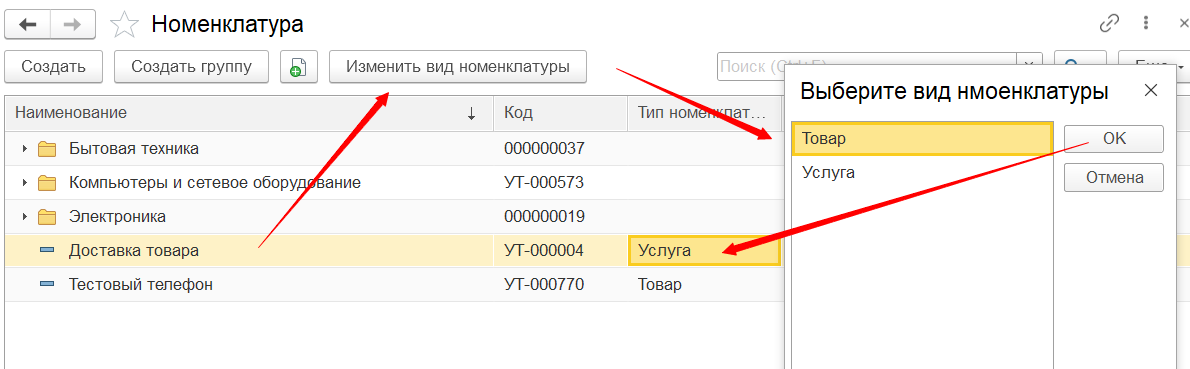 Номенклатура
Создать Создать группу Изменить вид номенклатуры Поиск (Ctrl+F) × Еще
Выберите вид нмоенклатуры
Наименование ↓ Код Тип номенклат...
Бытовая техника 000000037
Компьютеры и сетевое оборудование УТ-000573
Электроника 000000019
Доставка товара УТ-000004 Услуга
Тестовый телефон УТ-000770 Товар
Товар
Услуга
OK
Отмена